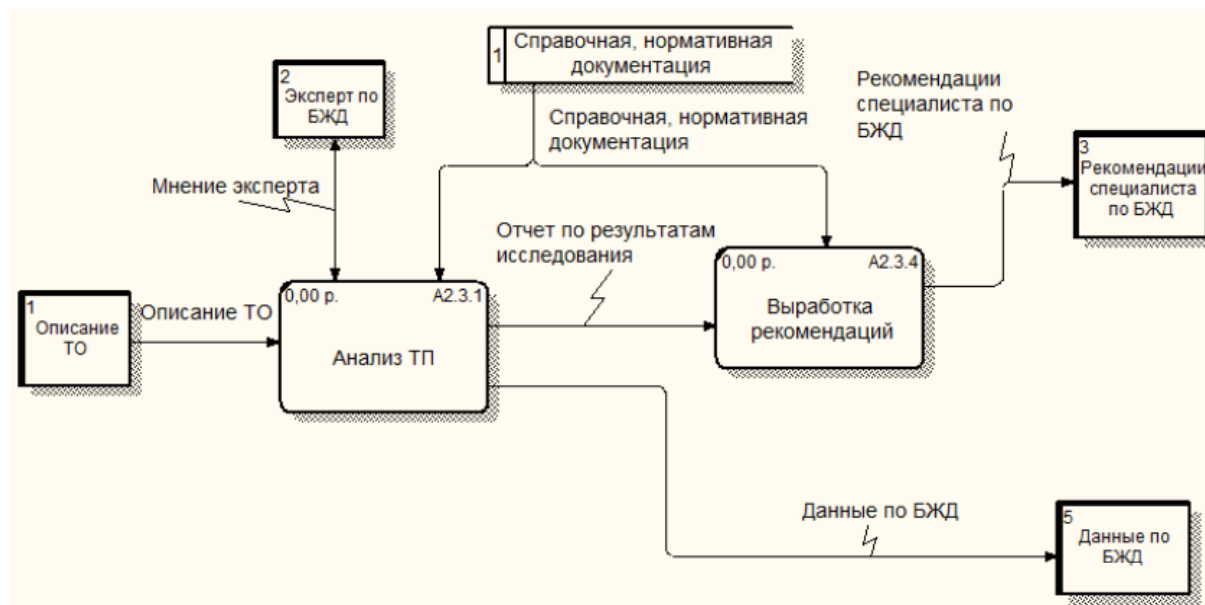 1
Справочная, нормативная
документация
2
Эксперт по
БЖД
Рекомендации
специалиста по
БЖД
Справочная, нормативная
документация
3
Рекомендации
специалиста
по БЖД
Мнение эксперта
Отчет по результатам
исследования
0,00 р. A2.3.4
Выработка
рекомендаций
1
Описание
ТО
Описание ТО
0,00 р. A2.3.1
Анализ ТП
Данные по БЖД
5
Данные по
БЖД